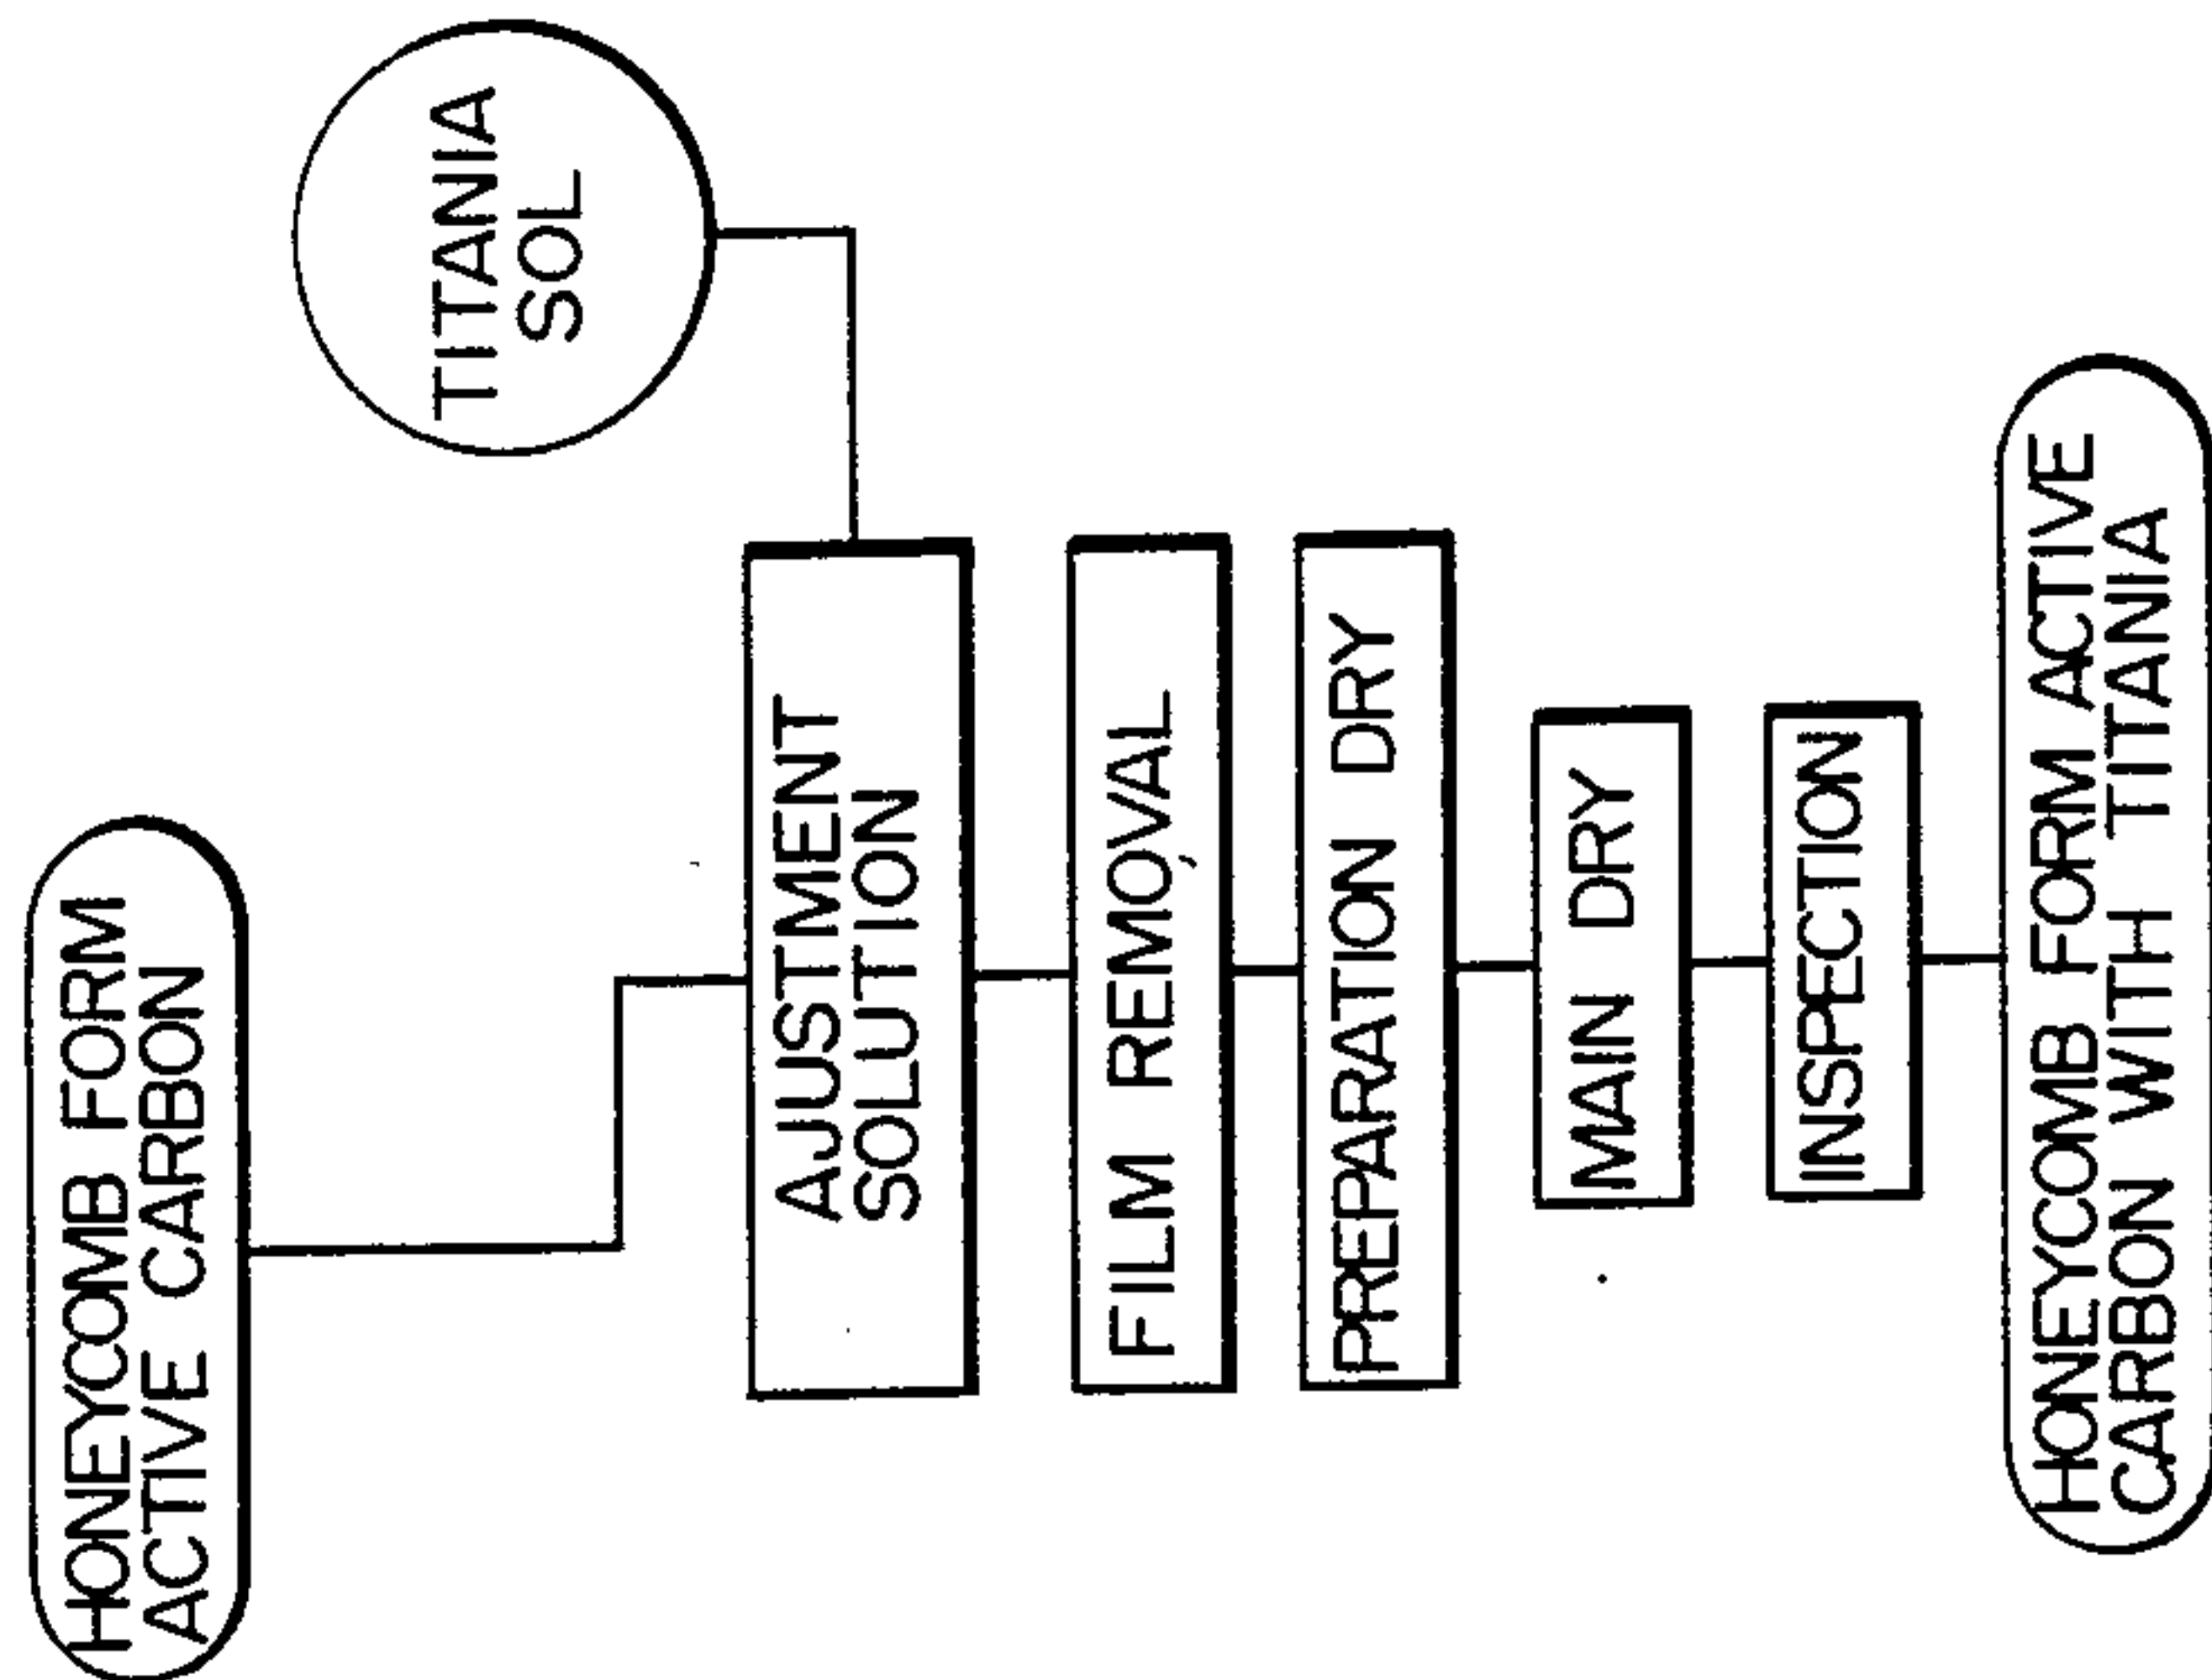 HONEYCOMB FORM
ACTIVE CARBON
TITANIA
SOL
AJUSTMENT
SOLUTION
FILM REMOVAL
PREPARATION DRY
MAIN DRY
INSPECTION
HONEYCOMB FORM ACTIVE
CARBON WITH TITANIA